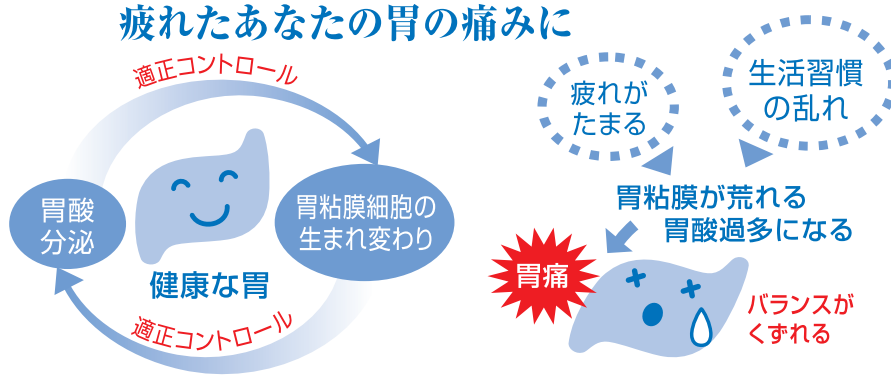 疲れたあなたの胃の痛みに
適正コントロール
胃酸
分泌
健康な胃
胃粘膜細胞の
生まれ変わり
適正コントロール
疲れが
たまる
生活習慣
の乱れ
胃粘膜が荒れる
胃酸過多になる
胃痛
バランスが
くずれる